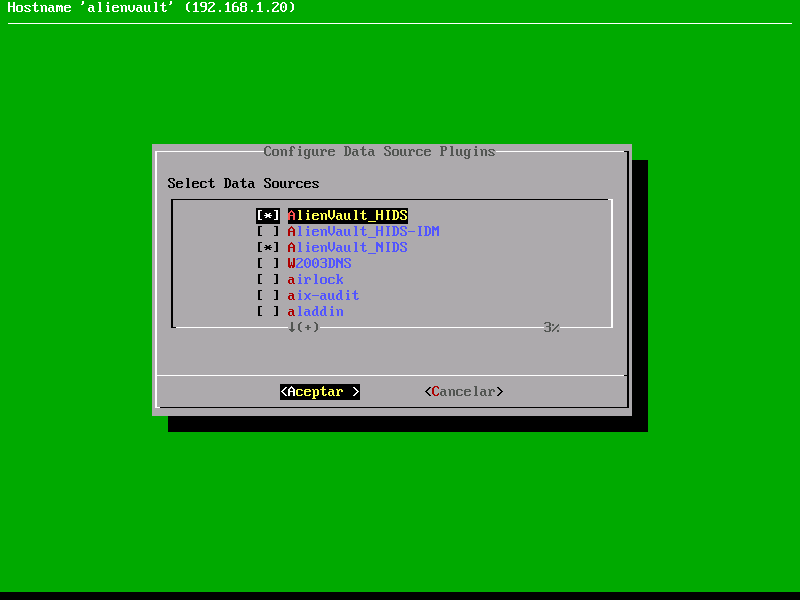 Hostname 'alienvault' (192.168.1.20)
Configure Data Source Plugins
Select Data Sources
[*] AlienVault_HIDS
[ ] AlienVault_HIDS-IDM
[*] AlienVault_NIDS
[ ] W2003DNS
[ ] airlock
[ ] aix-audit
[ ] aladdin
↓(+) 3%
<Aceptar > <Cancelar>